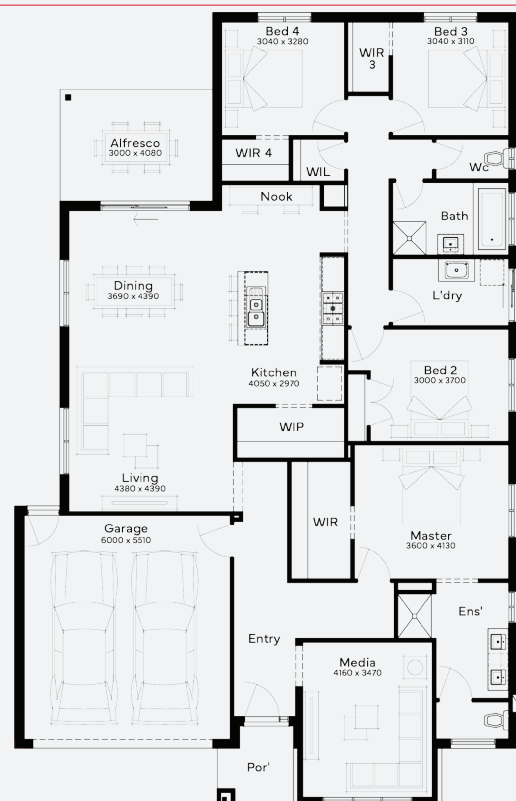 Bed 4
3040 x 3280
WIR
3
Bed 3
3040 x 3110
Alfresco
3000 x 4080
WIR 4
WIL
Wc
Nook
Bath
Dining
3690 x 4390
L'dry
Kitchen
4050 x 2970
Bed 2
3000 x 3700
WIP
Living
4380 x 4390
WIR
Garage
6000 x 5510
Master
3600 x 4130
Ens'
Entry
Media
4160 x 3470
Por'